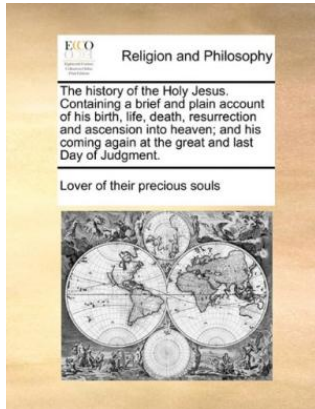 ECCO
Religion and Philosophy
The history of the Holy Jesus.
Containing a brief and plain account
of his birth, life, death, resurrection
and ascension into heaven; and his
coming again at the great and last
Day of Judgment.
Lover of their precious souls